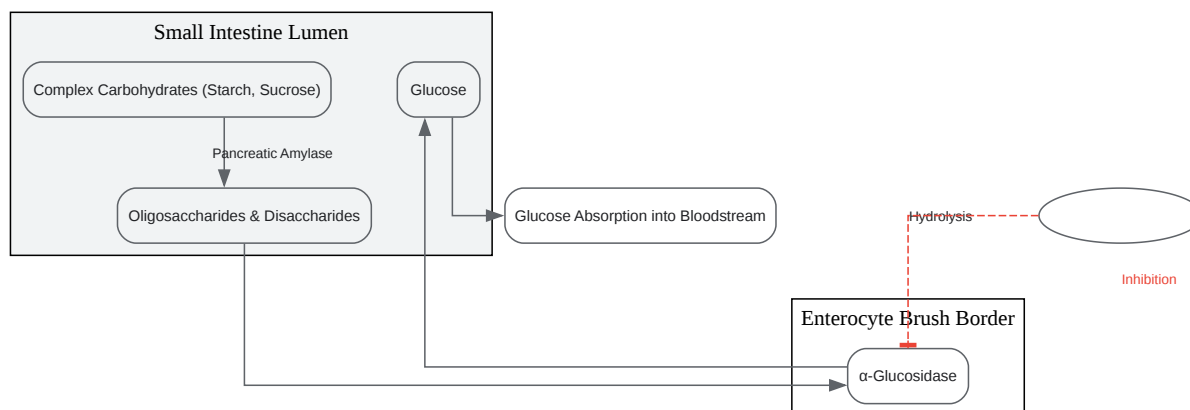 Small Intestine Lumen
Complex Carbohydrates (Starch, Sucrose)
Glucose
Pancreatic Amylase
Oligosaccharides & Disaccharides
Glucose Absorption into Bloodstream
Hydrolysis
Inhibition
Enterocyte Brush Border
α-Glucosidase